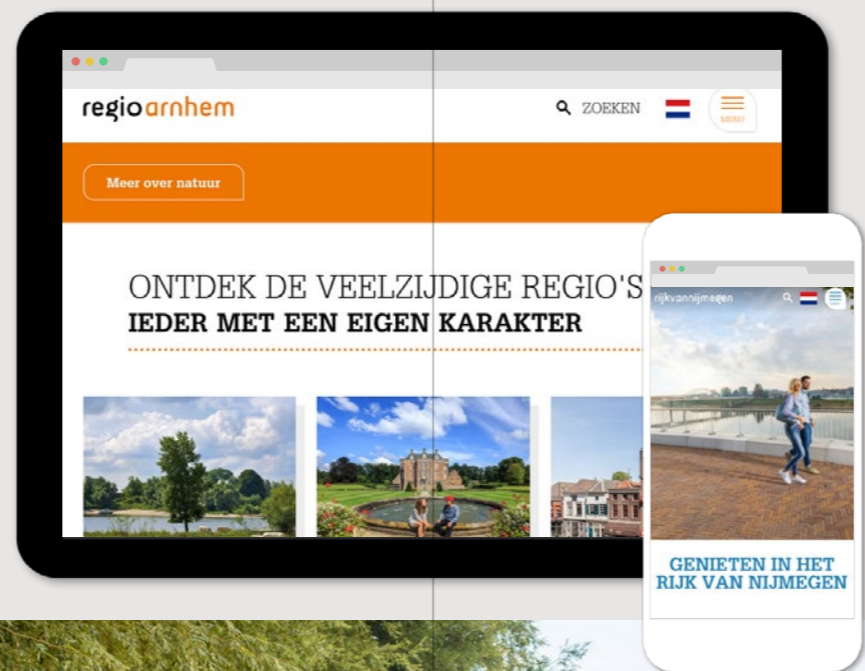 regioarnhem
ZOEKEN
MENU
Meer over natuur
ONTDEK DE VEELZIJDIGE REGIO'S
IEDER MET EEN EIGEN KARAKTER
rijkvannijmegen
GENIETEN IN HET
RIJK VAN NIJMEGEN